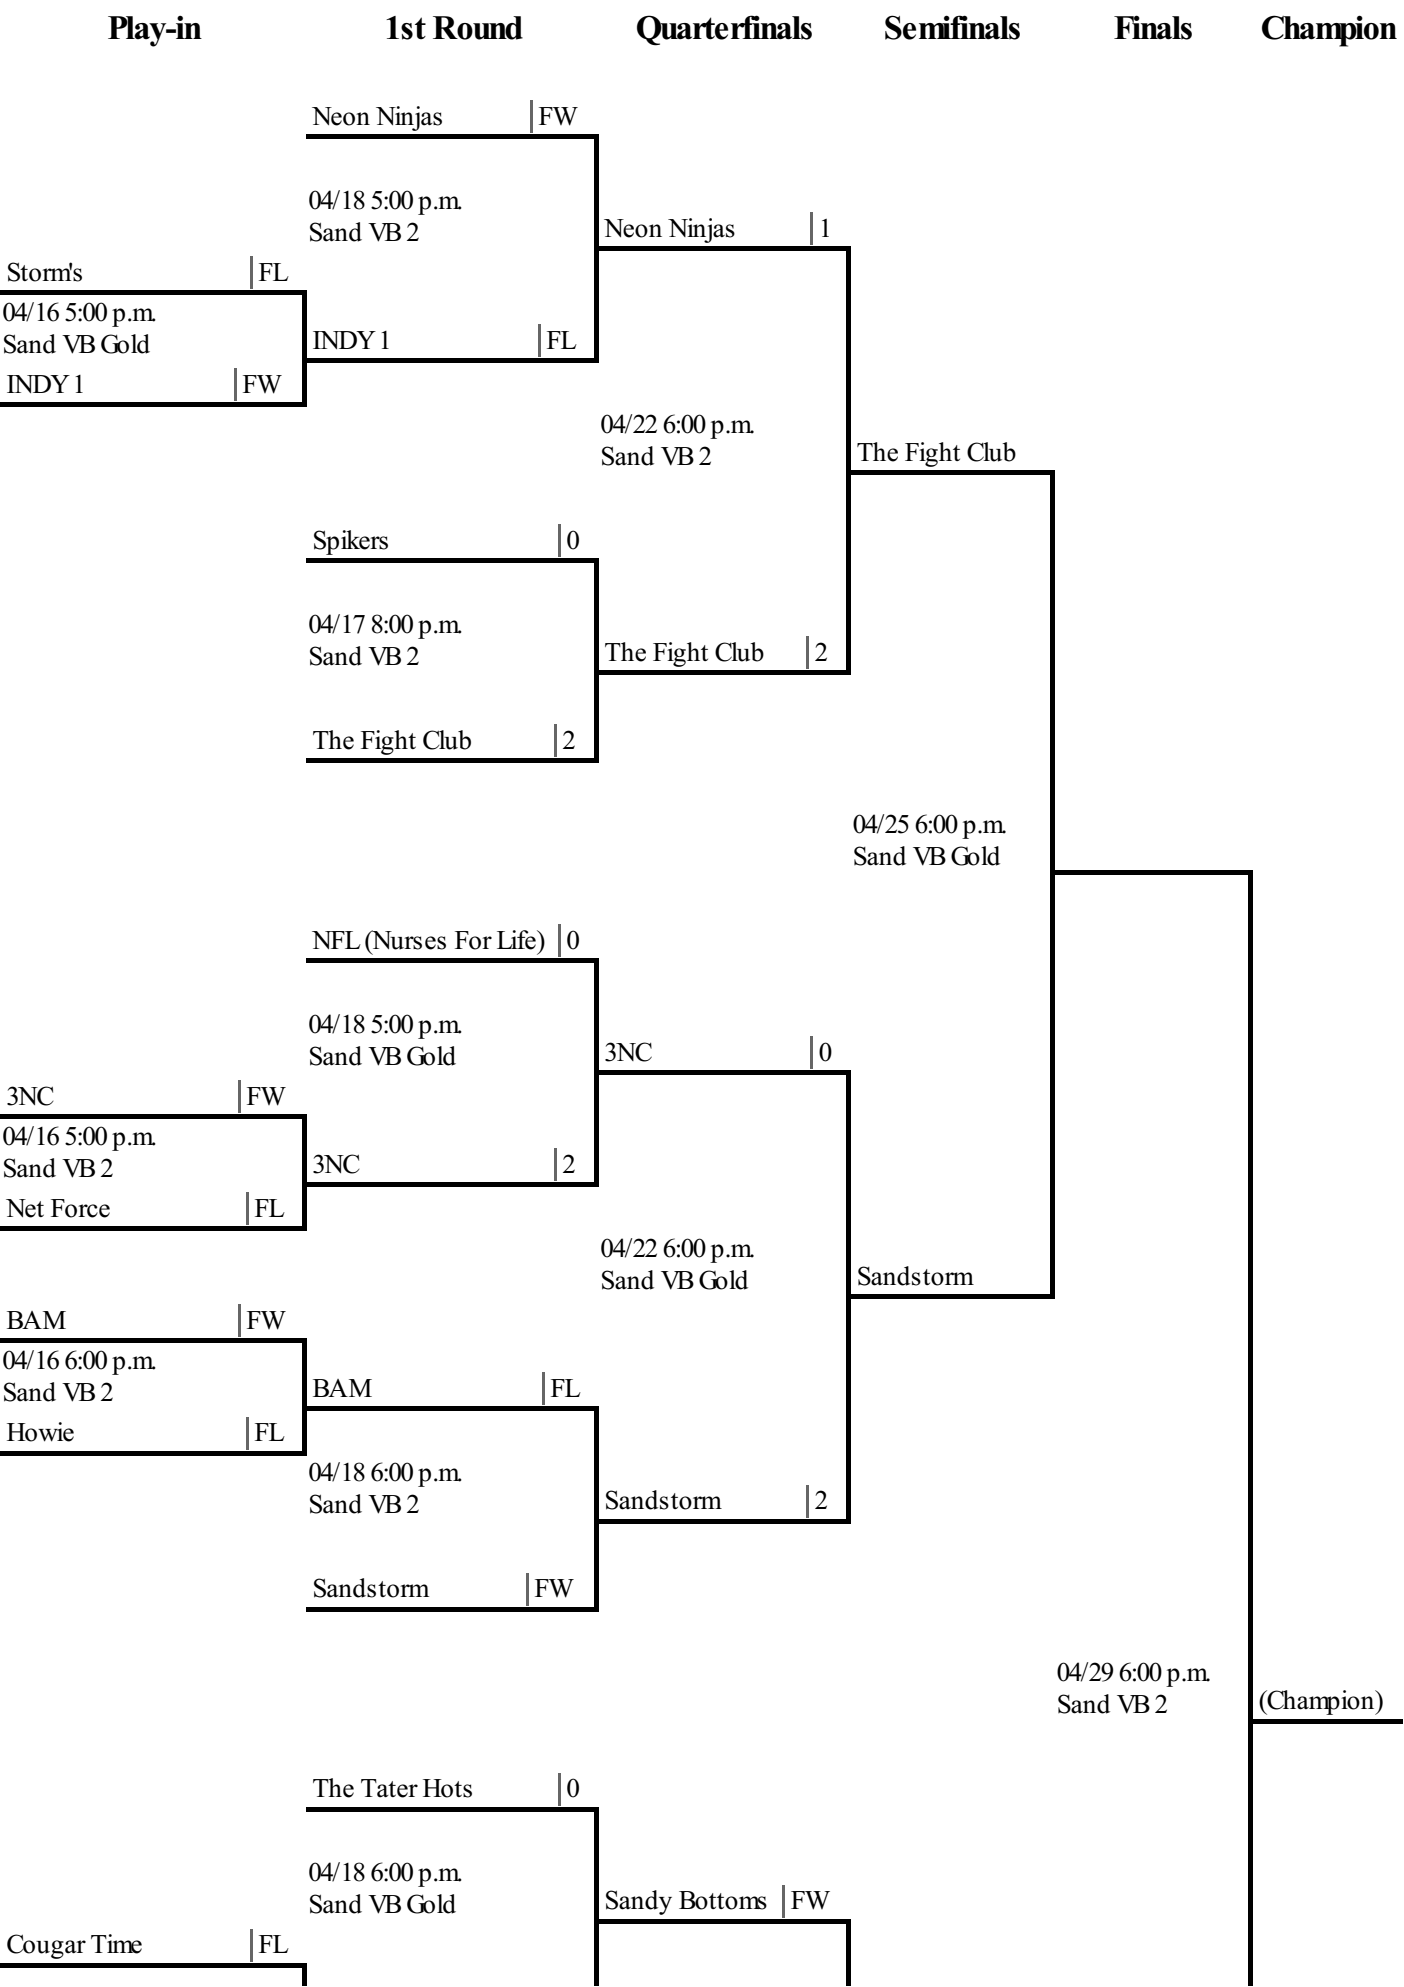 Play-in 1st Round Quarterfinals Semifinals Finals Champion
Neon Ninjas FW
04/18 5:00 p.m.
Sand VB 2
Neon Ninjas 1
Storm's FL
04/16 5:00 p.m.
Sand VB Gold
INDY 1 FL
INDY 1 FW
04/22 6:00 p.m.
Sand VB 2
The Fight Club
Spikers 0
04/17 8:00 p.m.
Sand VB 2
The Fight Club 2
The Fight Club 2
04/25 6:00 p.m.
Sand VB Gold
NFL (Nurses For Life) 0
04/18 5:00 p.m.
Sand VB Gold
3NC 0
3NC FW
04/16 5:00 p.m.
Sand VB 2
3NC 2
Net Force FL
04/22 6:00 p.m.
Sand VB Gold
Sandstorm
BAM FW
04/16 6:00 p.m.
Sand VB 2
BAM FL
Howie FL
04/18 6:00 p.m.
Sand VB 2
Sandstorm 2
Sandstorm FW
04/29 6:00 p.m.
Sand VB 2
(Champion)
The Tater Hots 0
04/18 6:00 p.m.
Sand VB Gold
Sandy Bottoms FW
Cougar Time FL